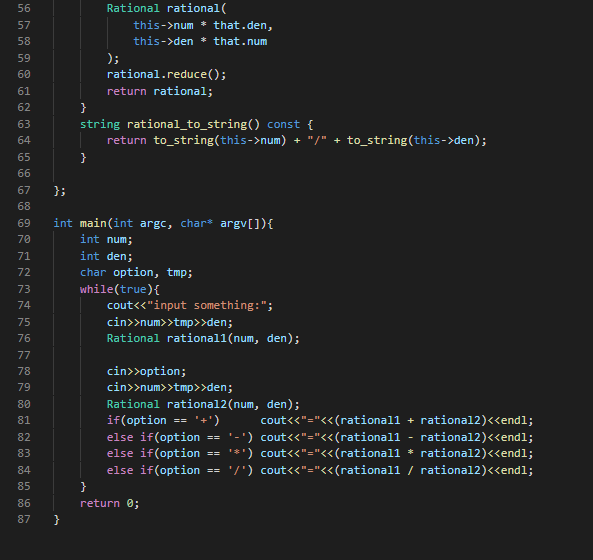 56 Rational rational(
57 this->num * that.den,
58 this->den * that.num
59 );
60 rational.reduce();
61 return rational;
62 }
63 string rational_to_string() const {
64 return to_string(this->num) + "/" + to_string(this->den);
65 }
66
67 };
68
69 int main(int argc, char* argv[]){
70 int num;
71 int den;
72 char option, tmp;
73 while(true){
74 cout<<"input something:";
75 cin>>num>>tmp>>den;
76 Rational rational1(num, den);
77
78 cin>>option;
79 cin>>num>>tmp>>den;
80 Rational rational2(num, den);
81 if(option == '+') cout<<"="<<(rational1 + rational2)<<endl;
82 else if(option == '-') cout<<"="<<(rational1 - rational2)<<endl;
83 else if(option == '*') cout<<"="<<(rational1 * rational2)<<endl;
84 else if(option == '/') cout<<"="<<(rational1 / rational2)<<endl;
85 }
86 return 0;
87 }